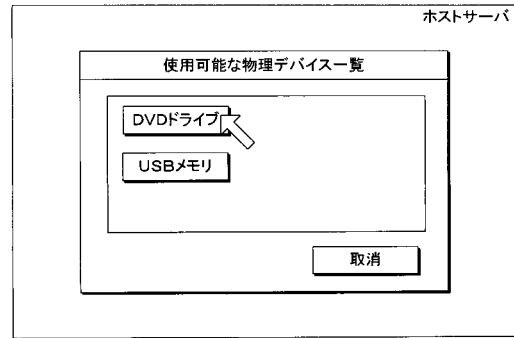 ホストサーバ
使用可能な物理デバイス一覧
DVDドライブ
USBメモリ
取消